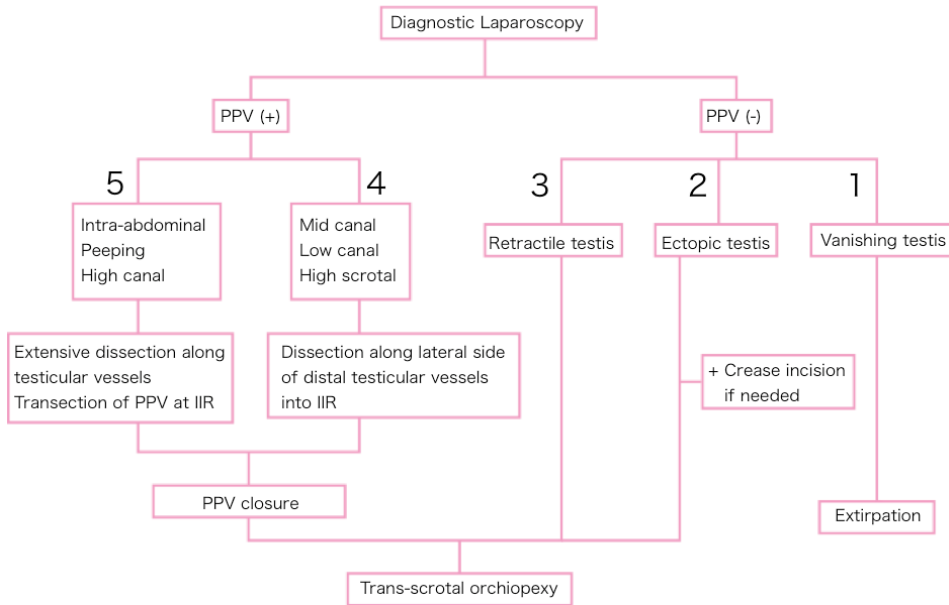 Diagnostic Laparoscopy
PPV (+)
PPV (-)
5
4
3
2
1
Intra-abdominal
Peeping
High canal
Mid canal
Low canal
High scrotal
Retractile testis
Ectopic testis
Vanishing testis
Extensive dissection along
testicular vessels
Transection of PPV at IIR
Dissection along lateral side
of distal testicular vessels
into IIR
+ Crease incision
if needed
PPV closure
Extirpation
Trans-scrotal orchiopexy